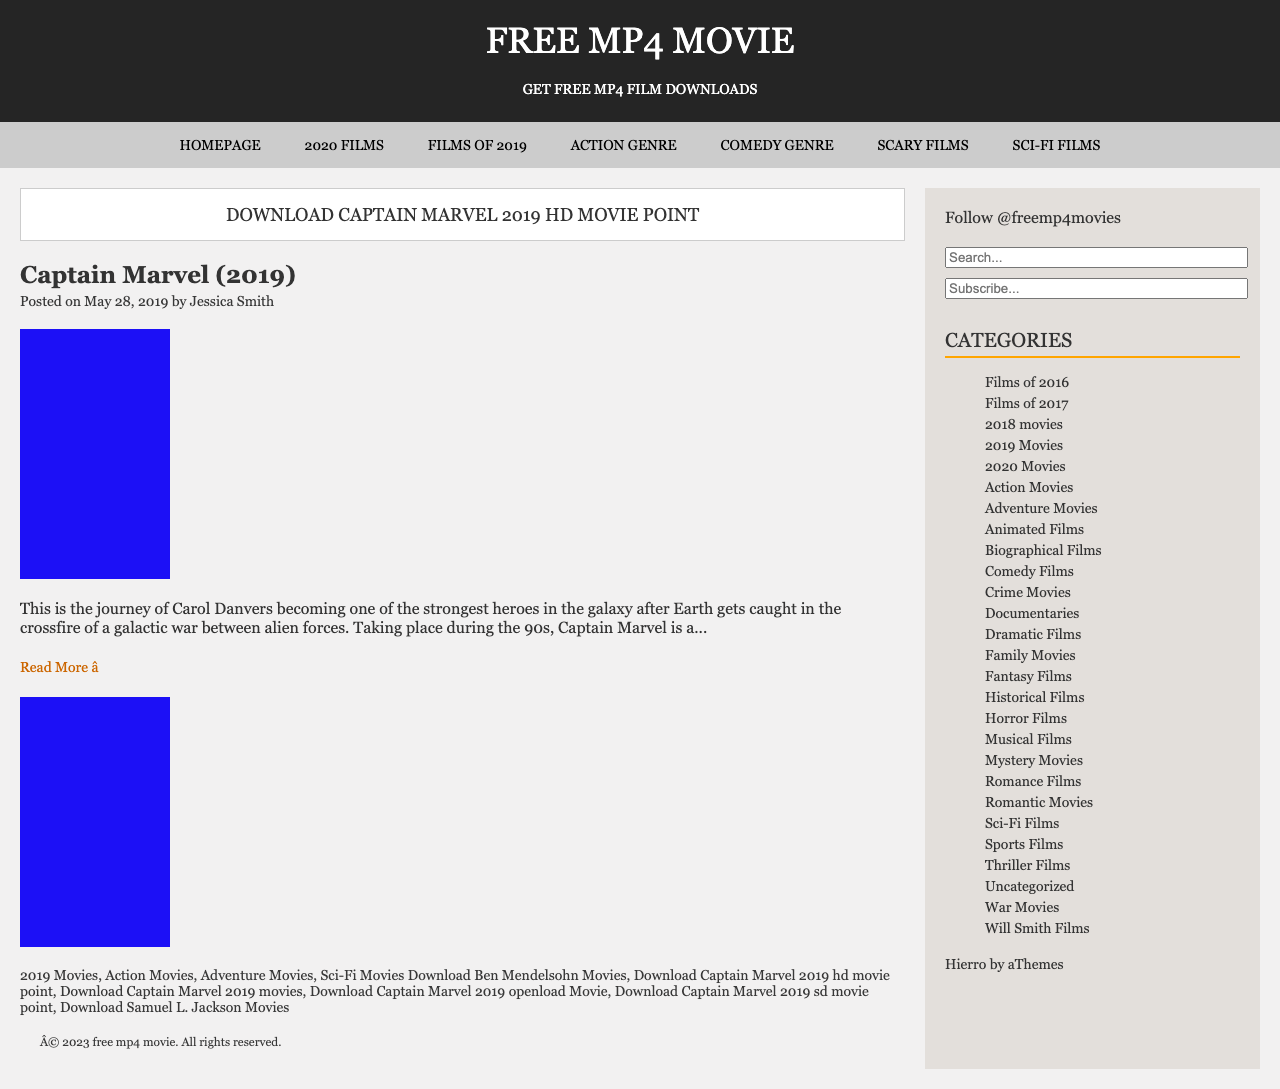 FREE MP4 MOVIE
GET FREE MP4 FILM DOWNLOADS
HOMEPAGE 2020 FILMS FILMS OF 2019 ACTION GENRE COMEDY GENRE SCARY FILMS SCI-FI FILMS
DOWNLOAD CAPTAIN MARVEL 2019 HD MOVIE POINT
Captain Marvel (2019)
Posted on May 28, 2019 by Jessica Smith
This is the journey of Carol Danvers becoming one of the strongest heroes in the galaxy after Earth gets caught in the
crossfire of a galactic war between alien forces. Taking place during the 90s, Captain Marvel is a...
Read More â
2019 Movies, Action Movies, Adventure Movies, Sci-Fi Movies Download Ben Mendelsohn Movies, Download Captain Marvel 2019 hd movie
point, Download Captain Marvel 2019 movies, Download Captain Marvel 2019 openload Movie, Download Captain Marvel 2019 sd movie
point, Download Samuel L. Jackson Movies
Â© 2023 free mp4 movie. All rights reserved.
Follow @freemp4movies
Search...
Subscribe...
CATEGORIES
Films of 2016
Films of 2017
2018 movies
2019 Movies
2020 Movies
Action Movies
Adventure Movies
Animated Films
Biographical Films
Comedy Films
Crime Movies
Documentaries
Dramatic Films
Family Movies
Fantasy Films
Historical Films
Horror Films
Musical Films
Mystery Movies
Romance Films
Romantic Movies
Sci-Fi Films
Sports Films
Thriller Films
Uncategorized
War Movies
Will Smith Films
Hierro by aThemes